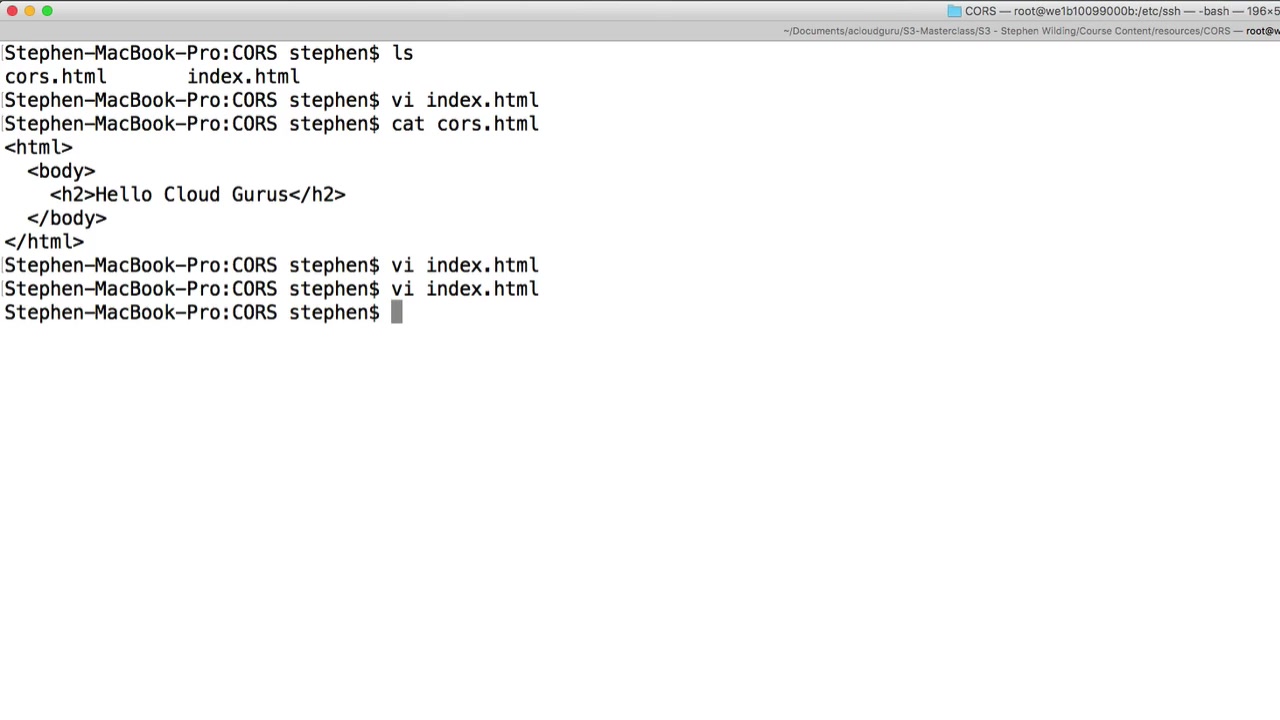 CORS — root@we1b10099000b:/etc/ssh — -bash — 196×5
~/Documents/acloudguru/S3-Masterclass/S3 - Stephen Wilding/Course Content/resources/CORS — root@w
Stephen-MacBook-Pro:CORS stephen$ ls
cors.html index.html
Stephen-MacBook-Pro:CORS stephen$ vi index.html
Stephen-MacBook-Pro:CORS stephen$ cat cors.html
<html>
<body>
<h2>Hello Cloud Gurus</h2>
</body>
</html>
Stephen-MacBook-Pro:CORS stephen$ vi index.html
Stephen-MacBook-Pro:CORS stephen$ vi index.html
Stephen-MacBook-Pro:CORS stephen$